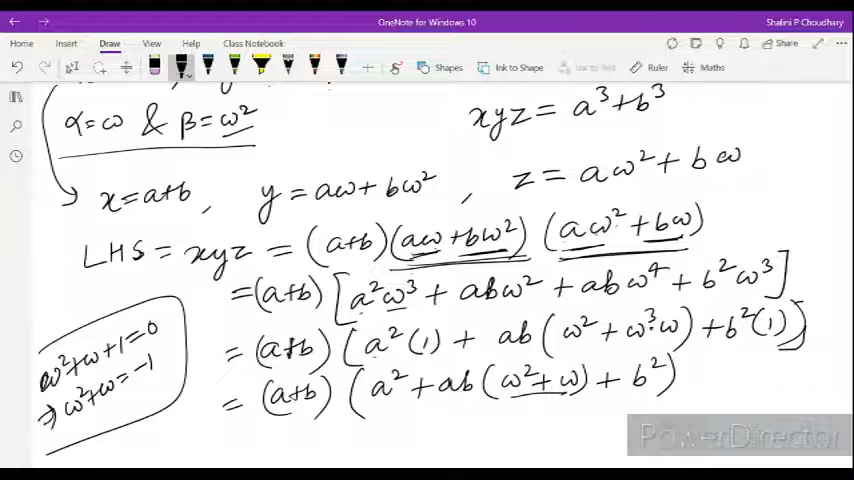 OneNote for Windows 10
Shalini P Choudhary
Home Insert Draw View Help Class Notebook Share
Shapes Ink to Shape Ink to Text Ruler Maths
α=ω & β=ω²
xyz = a³+b³
x=a+b, y=aω+bω², z=aω²+bω
LHS = xyz = (a+b)(aω+bω²)(aω²+bω)
=(a+b)[a²ω³+abω²+abω⁴+b²ω³]
=(a+b)(a²(1)+ab(ω²+ω³·ω)+b²(1))]
=(a+b)(a²+ab(ω²+ω)+b²)
ω²+ω+1=0
⇒ω²+ω=-1
PowerDirector